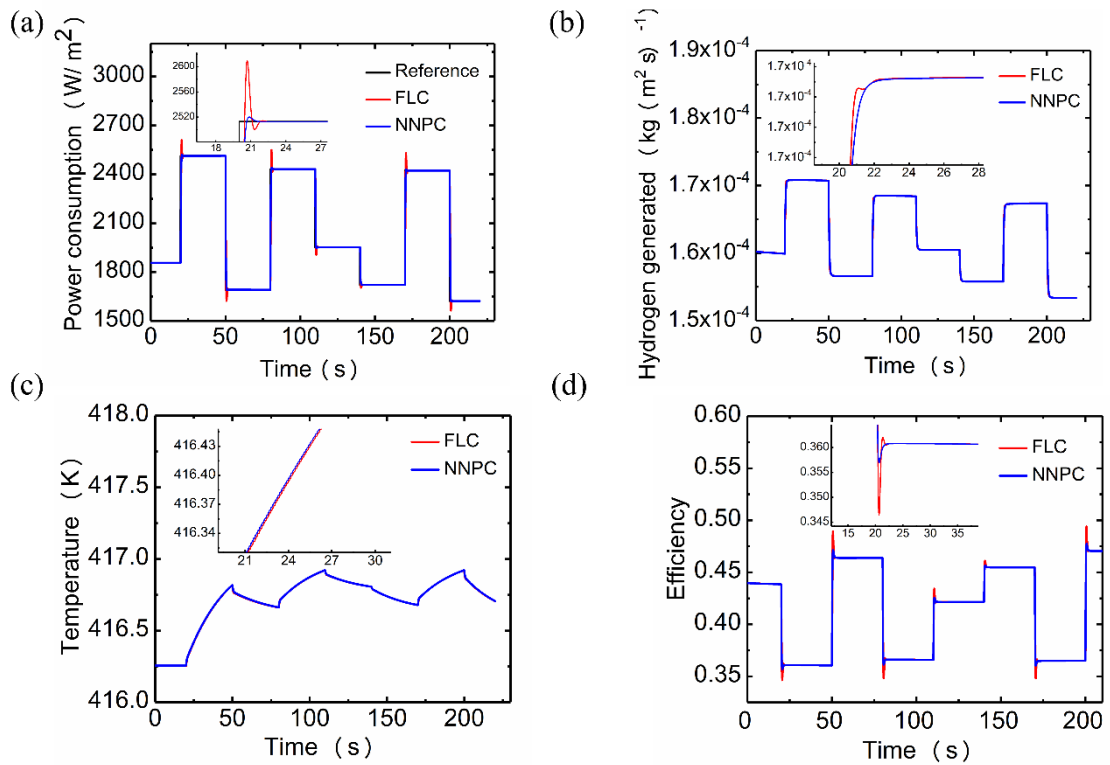 (a)
Power consumption (W/ m²)
3300
3000
2700
2400
2100
1800
1500
0 50 100 150 200
Time (s)
Reference
FLC
NNPC
2600
2560
2520
18 21 24 27
(b)
Hydrogen generated (kg (m² s) ⁻¹
1.9x10⁻⁴
1.8x10⁻⁴
1.7x10⁻⁴
1.6x10⁻⁴
1.5x10⁻⁴
0 50 100 150 200
Time (s)
FLC
NNPC
1.7x10⁻⁴
1.7x10⁻⁴
1.7x10⁻⁴
1.7x10⁻⁴
20 22 24 26 28
(c)
Temperature (K)
418.0
417.5
417.0
416.5
416.0
0 50 100 150 200
Time (s)
FLC
NNPC
416.43
416.40
416.37
416.34
21 24 26 30
(d)
Efficiency
0.60
0.55
0.50
0.45
0.40
0.35
0 50 100 150 200
Time (s)
FLC
NNPC
0.360
0.355
0.350
0.345
15 20 25 30 35